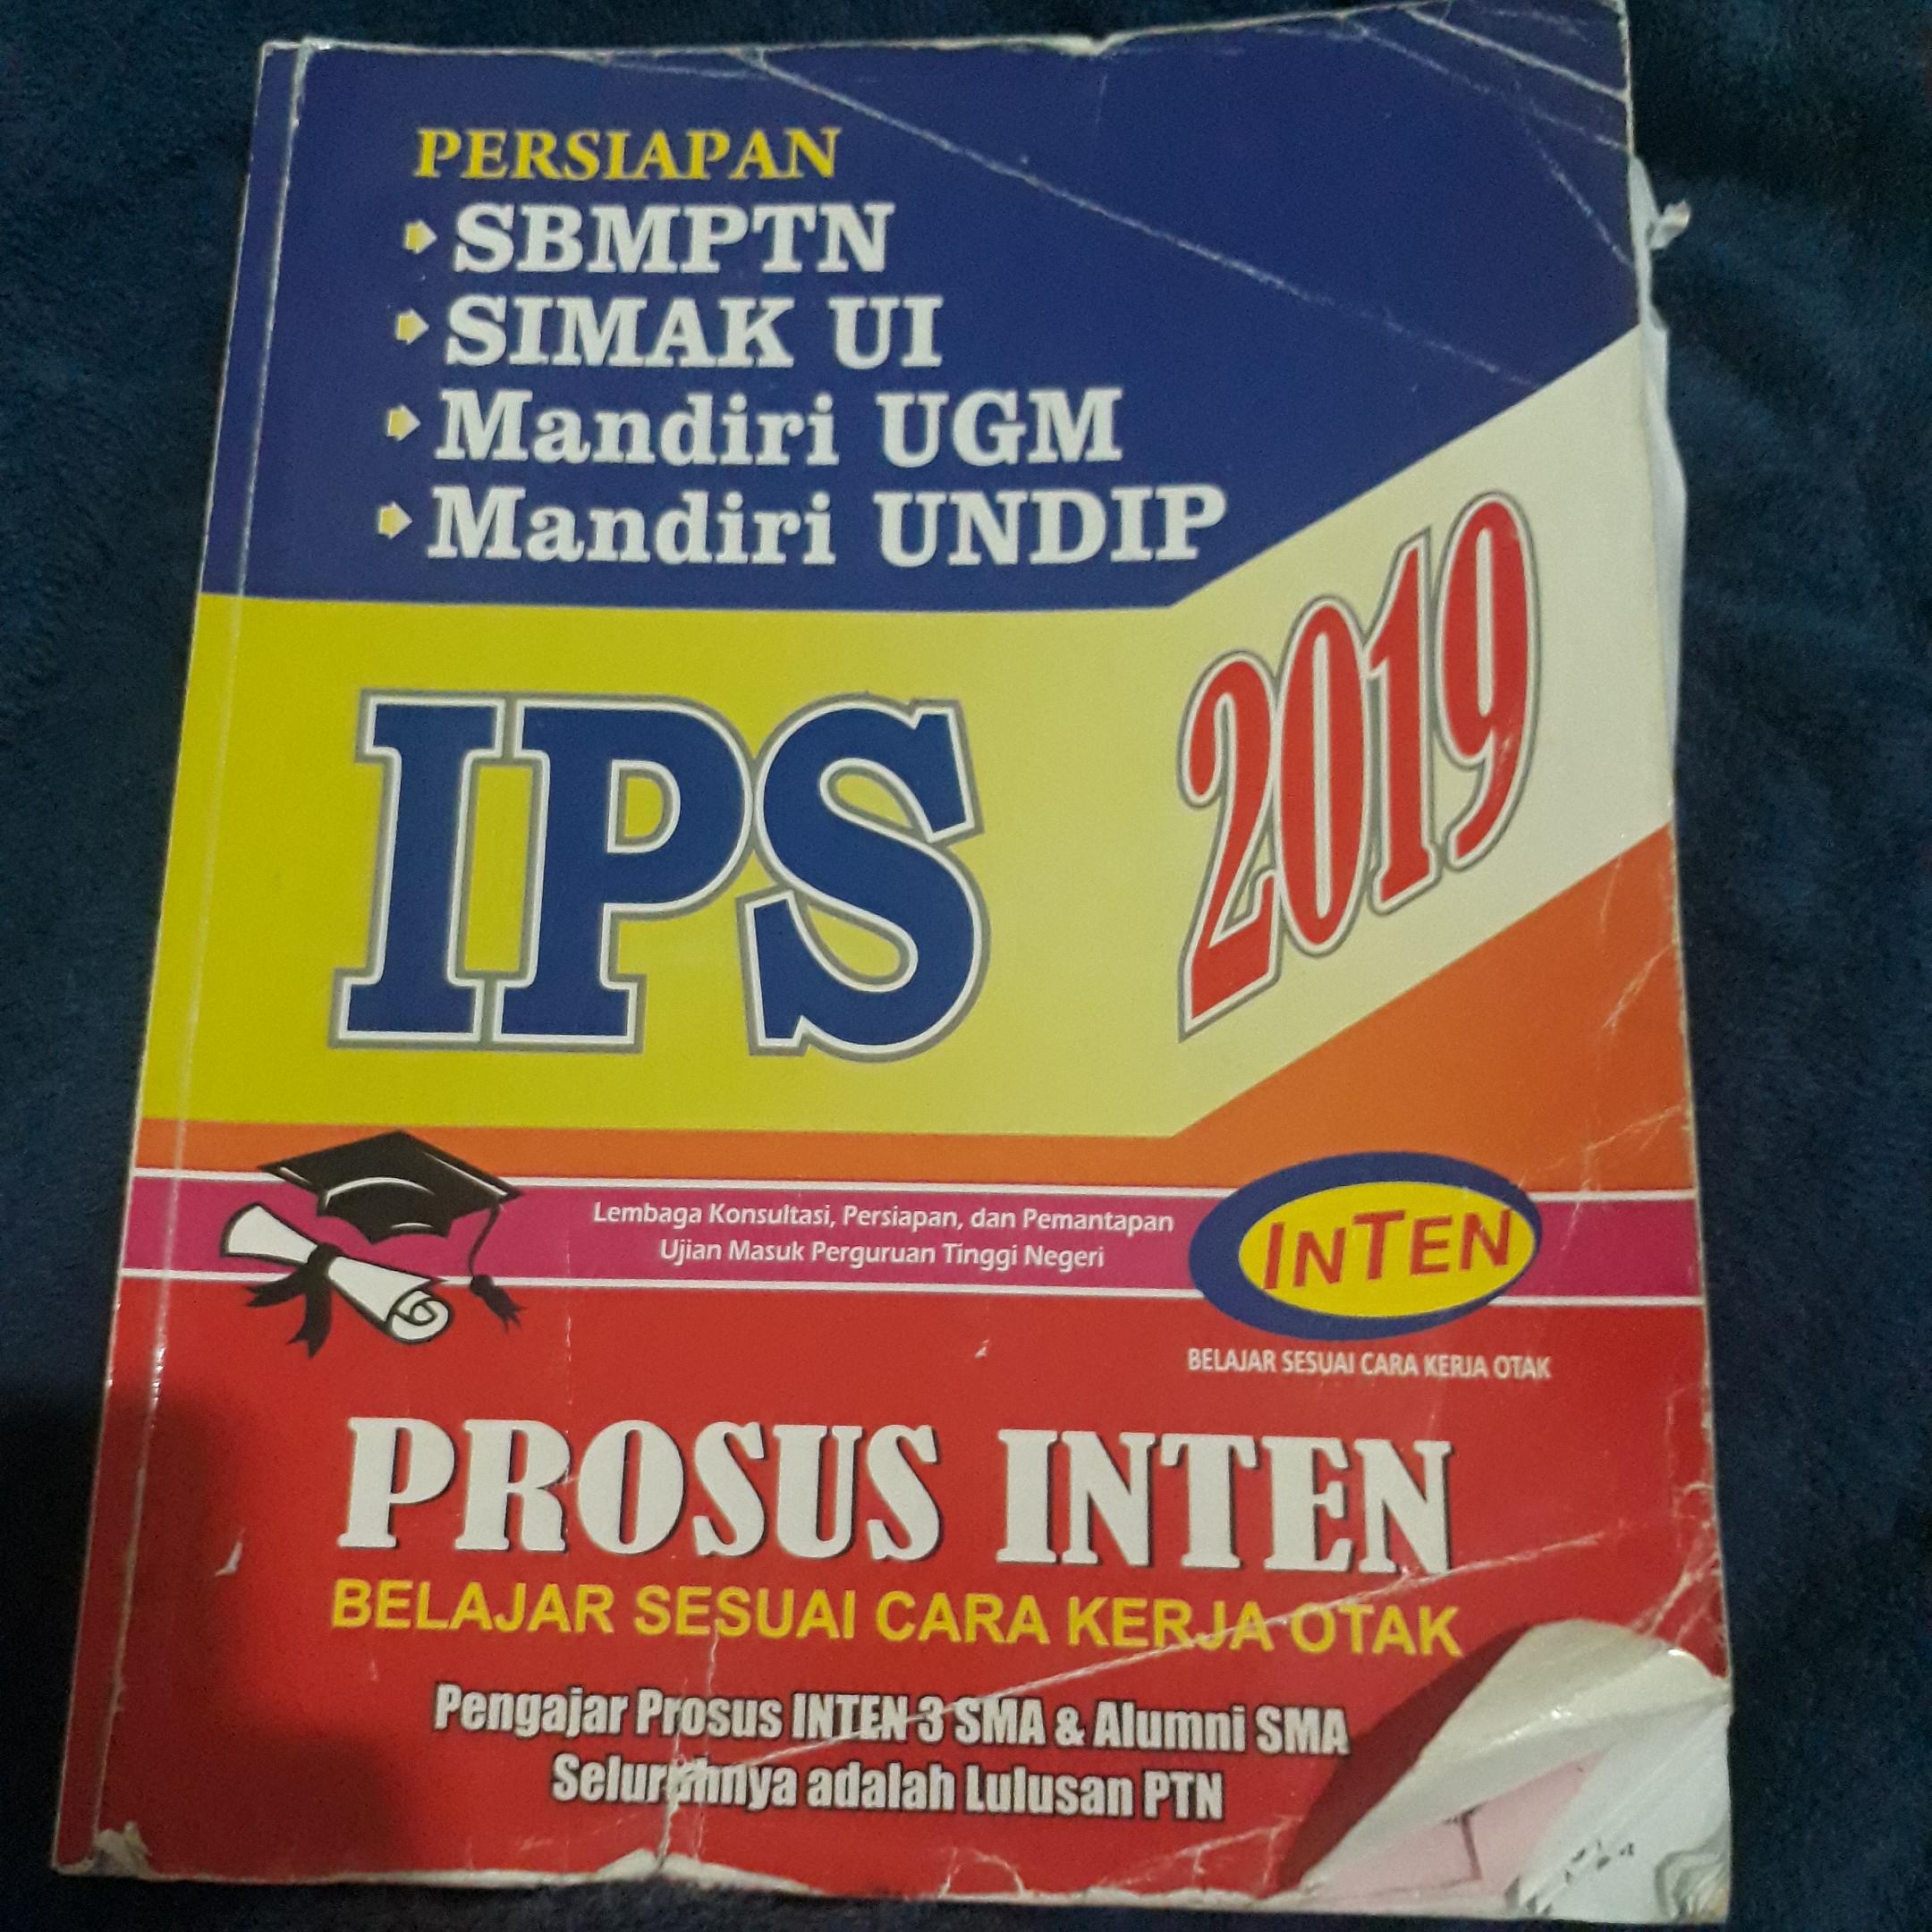 PERSIAPAN
SBMPTN
SIMAK UI
Mandiri UGM
Mandiri UNDIP
IPS
2019
Lembaga Konsultasi, Persiapan, dan Pemantapan
Ujian Masuk Perguruan Tinggi Negeri
INTEN
BELAJAR SESUAI CARA KERJA OTAK
PROSUS INTEN
BELAJAR SESUAI CARA KERJA OTAK
Pengajar Prosus INTEN 3 SMA & Alumni SMA
Seluruhnya adalah Lulusan PTN